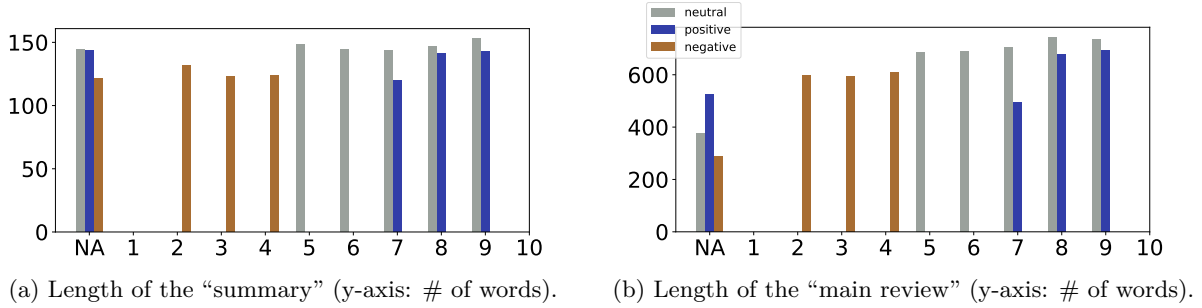 150
100
50
0
NA 1 2 3 4 5 6 7 8 9 10
(a) Length of the “summary” (y-axis: # of words).
neutral
positive
negative
600
400
200
0
NA 1 2 3 4 5 6 7 8 9 10
(b) Length of the “main review” (y-axis: # of words).